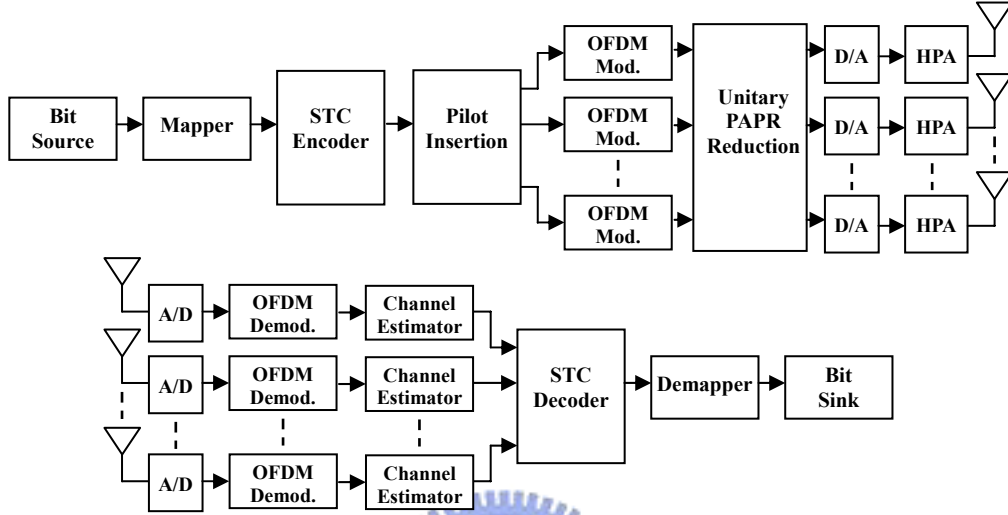 Bit
Source
Mapper
STC
Encoder
Pilot
Insertion
OFDM
Mod.
OFDM
Mod.
OFDM
Mod.
Unitary
PAPR
Reduction
D/A
HPA
D/A
HPA
D/A
HPA
A/D
OFDM
Demod.
Channel
Estimator
A/D
OFDM
Demod.
Channel
Estimator
A/D
OFDM
Demod.
Channel
Estimator
STC
Decoder
Demapper
Bit
Sink